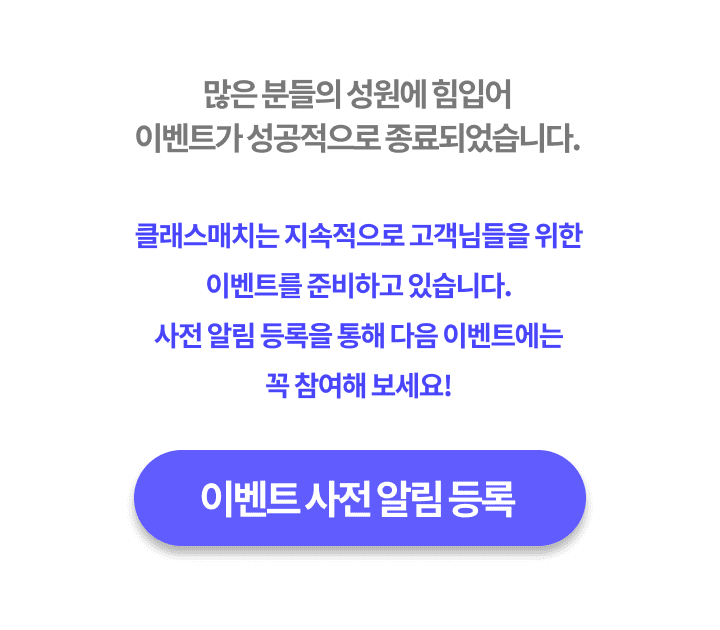 많은 분들의 성원에 힘입어
이벤트가 성공적으로 종료되었습니다.
클래스매치는 지속적으로 고객님들을 위한
이벤트를 준비하고 있습니다.
사전 알림 등록을 통해 다음 이벤트에는
꼭 참여해 보세요!
이벤트 사전 알림 등록